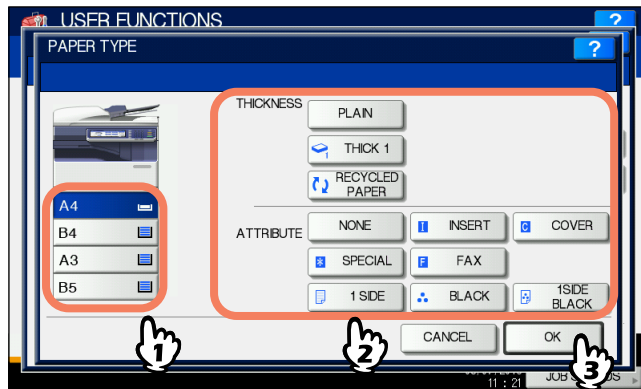 USER FUNCTIONS
?
PAPER TYPE
?
THICKNESS
PLAIN
THICK 1
RECYCLED
PAPER
A4
B4
A3
B5
ATTRIBUTE
NONE
INSERT
COVER
SPECIAL
FAX
1 SIDE
BLACK
1SIDE
BLACK
CANCEL
OK
1
2
3
11 : 21
JOB